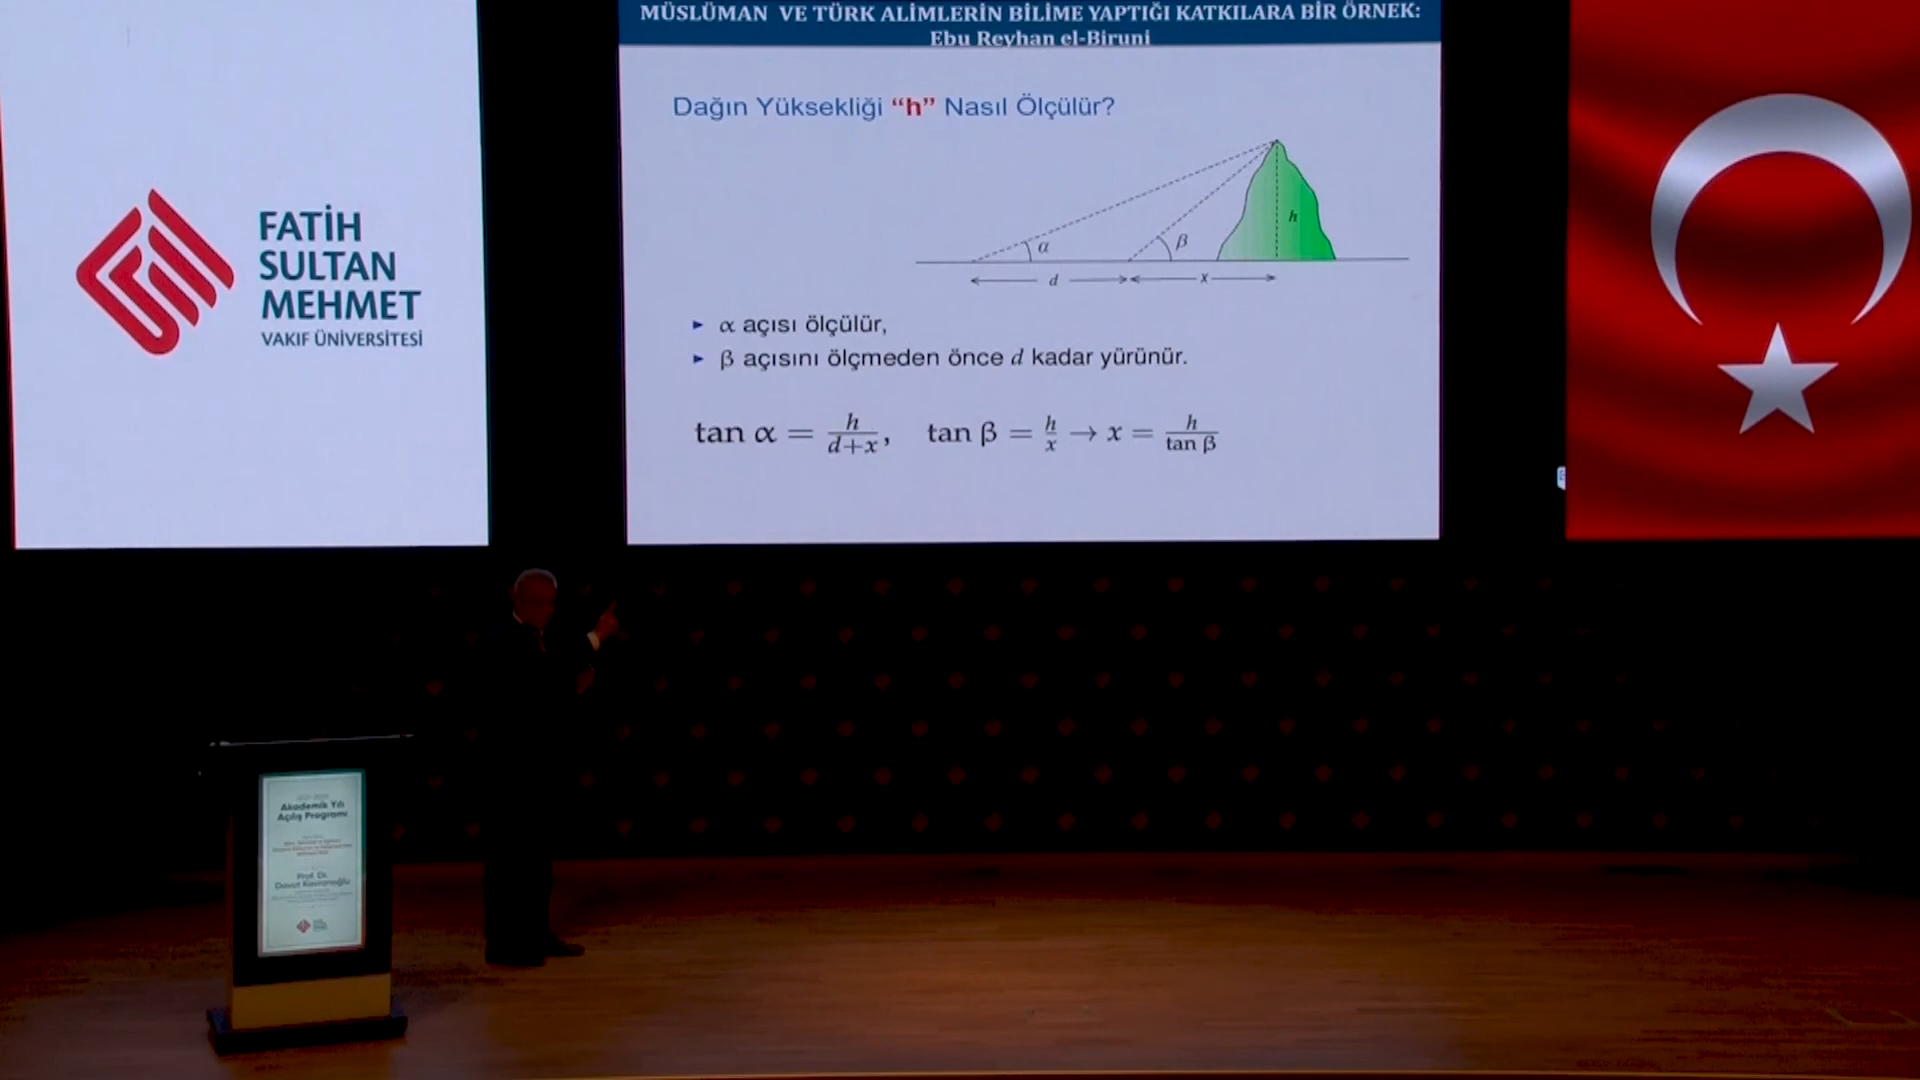 MÜSLÜMAN VE TÜRK ALİMLERİN BİLİME YAPTIĞI KATKILARA BİR ÖRNEK:
Ebu Reyhan el-Biruni
Dağın Yüksekliği “h” Nasıl Ölçülür?
h
α
β
d
x
► α açısı ölçülür,
► β açısını ölçmeden önce d kadar yürünür.
tan α = h/(d+x), tan β = h/x → x = h/tan β
FATİH
SULTAN
MEHMET
VAKIF ÜNİVERSİTESİ
Akademik Yılı
Açılış Programı
Prof. Dr.
Davut Kavranoğlu